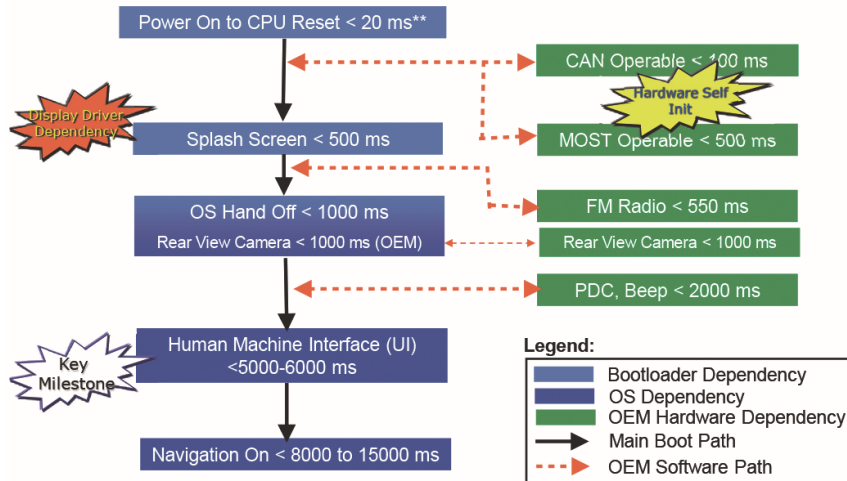 Power On to CPU Reset < 20 ms**
CAN Operable < 100 ms
Hardware Self
Init
Display Driver
Dependency
Splash Screen < 500 ms
MOST Operable < 500 ms
OS Hand Off < 1000 ms
FM Radio < 550 ms
Rear View Camera < 1000 ms (OEM)
Rear View Camera < 1000 ms
PDC, Beep < 2000 ms
Human Machine Interface (UI)
<5000-6000 ms
Key
Milestone
Navigation On < 8000 to 15000 ms
Legend:
Bootloader Dependency
OS Dependency
OEM Hardware Dependency
Main Boot Path
OEM Software Path